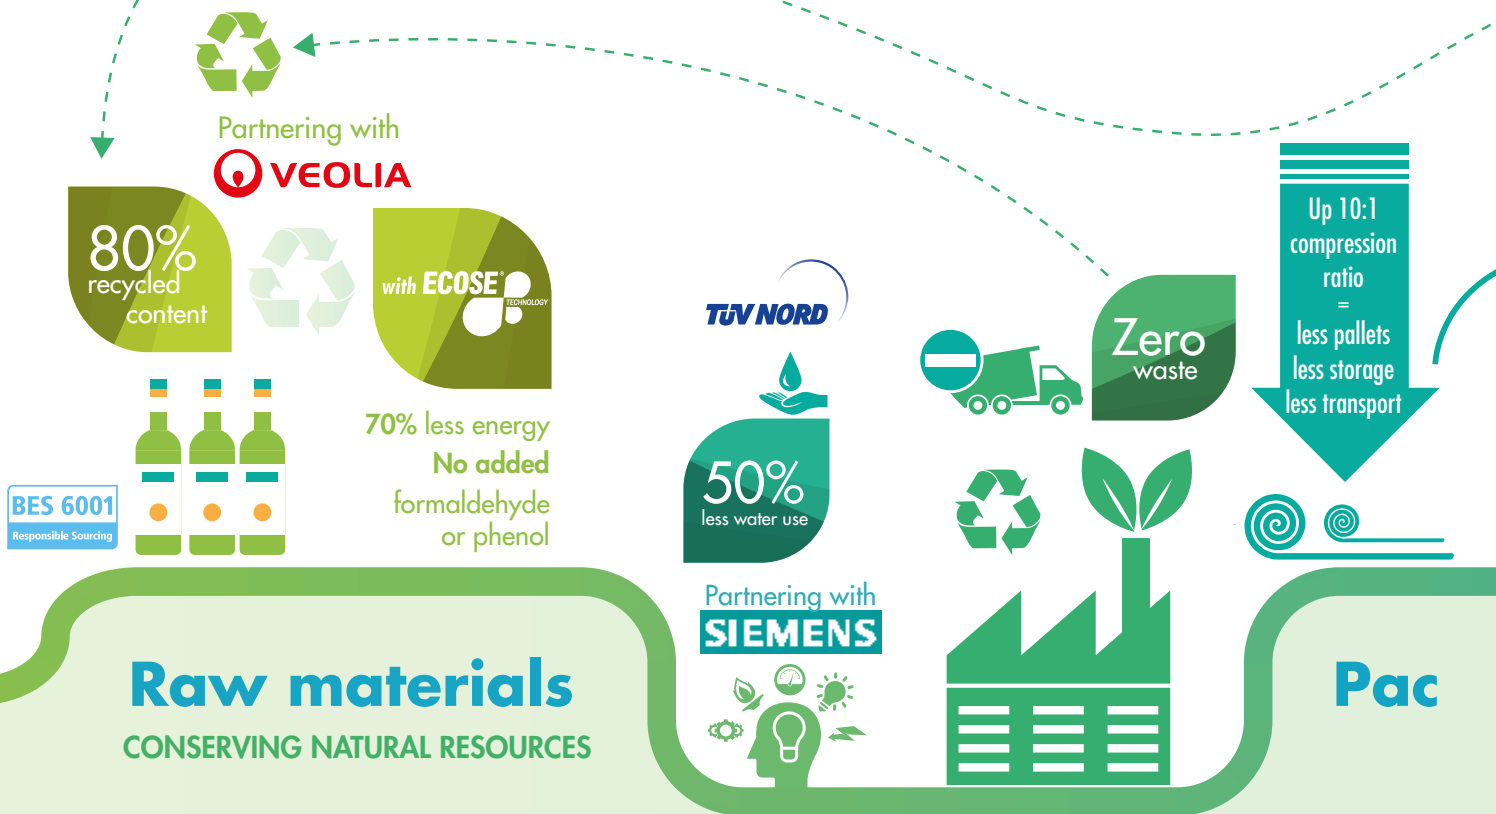 Partnering with
VEOLIA
80%
recycled
content
with ECOSE®
TECHNOLOGY
70% less energy
No added
formaldehyde
or phenol
BES 6001
Responsible Sourcing
Raw materials
CONSERVING NATURAL RESOURCES
TÜV NORD
50%
less water use
Partnering with
SIEMENS
Zero
waste
Up 10:1
compression
ratio
=
less pallets
less storage
less transport
Pac